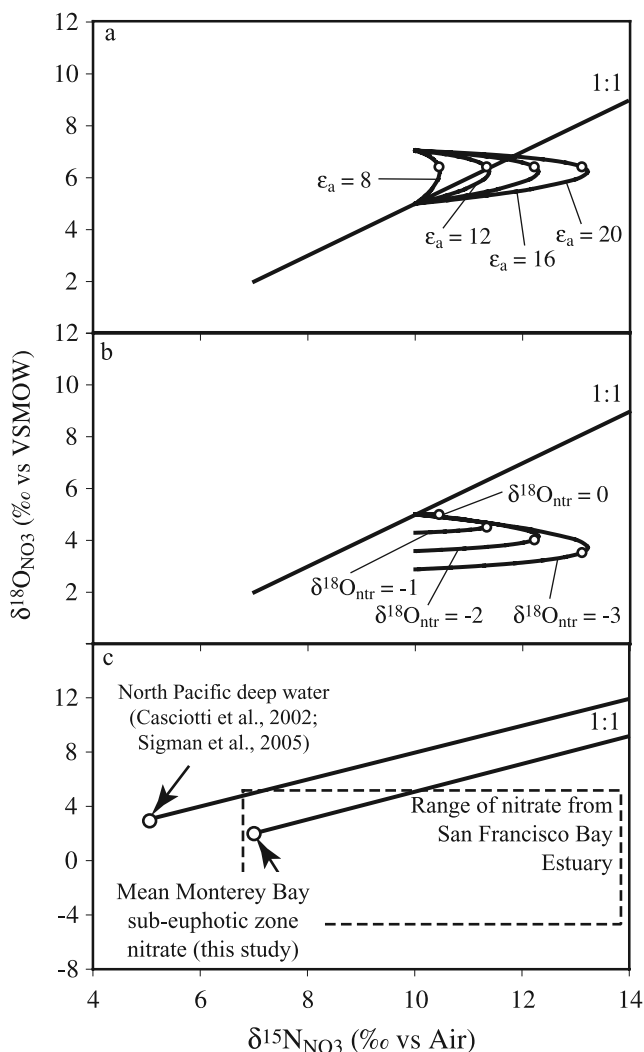 12
a
10
1:1
8
6
εa = 8
4
εa = 12
εa = 20
εa = 16
2
12
b
10
1:1
8
6
δ18Ontr = 0
4
δ18Ontr = -1
2
δ18Ontr = -2
δ18Ontr = -3
c
12
North Pacific deep water
(Casciotti et al., 2002;
Sigman et al., 2005)
1:1
8
4
Range of nitrate from
San Francisco Bay
Estuary
0
Mean Monterey Bay
sub-euphotic zone
nitrate (this study)
-4
-8
4 6 8 10 12 14
δ15NNO3 (‰ vs Air)
δ18ONO3 (‰ vs VSMOW)